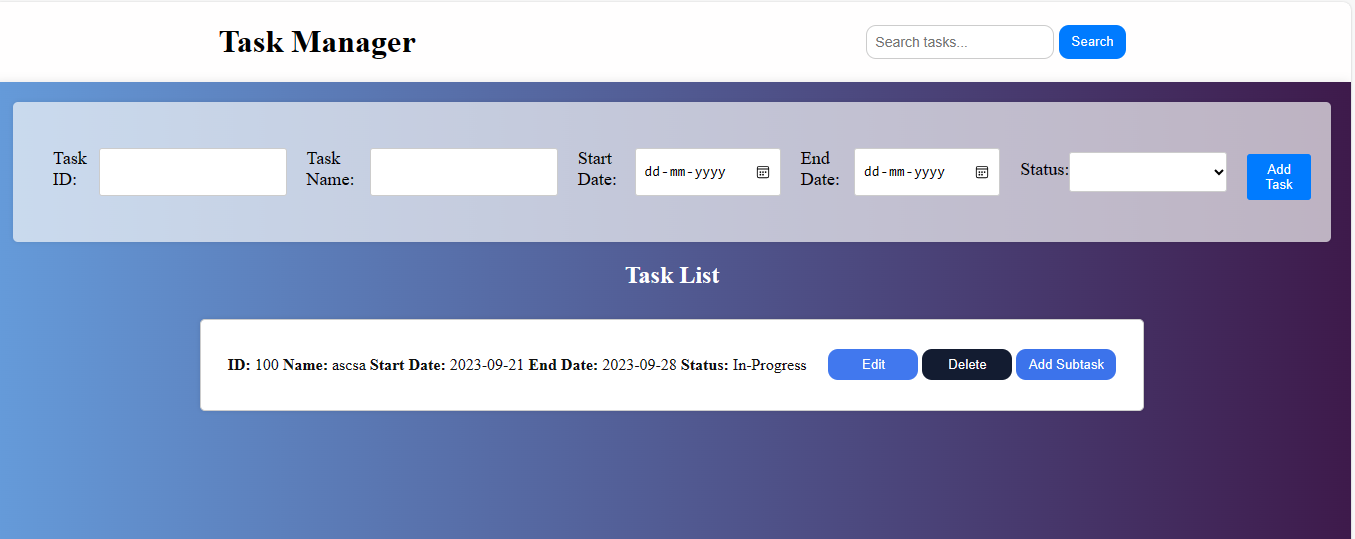 Task Manager
Search tasks...
Search
Task
ID:
Task
Name:
Start
Date:
dd-mm-yyyy
End
Date:
dd-mm-yyyy
Status:
Add
Task
Task List
ID: 100 Name: ascsa Start Date: 2023-09-21 End Date: 2023-09-28 Status: In-Progress
Edit
Delete
Add Subtask